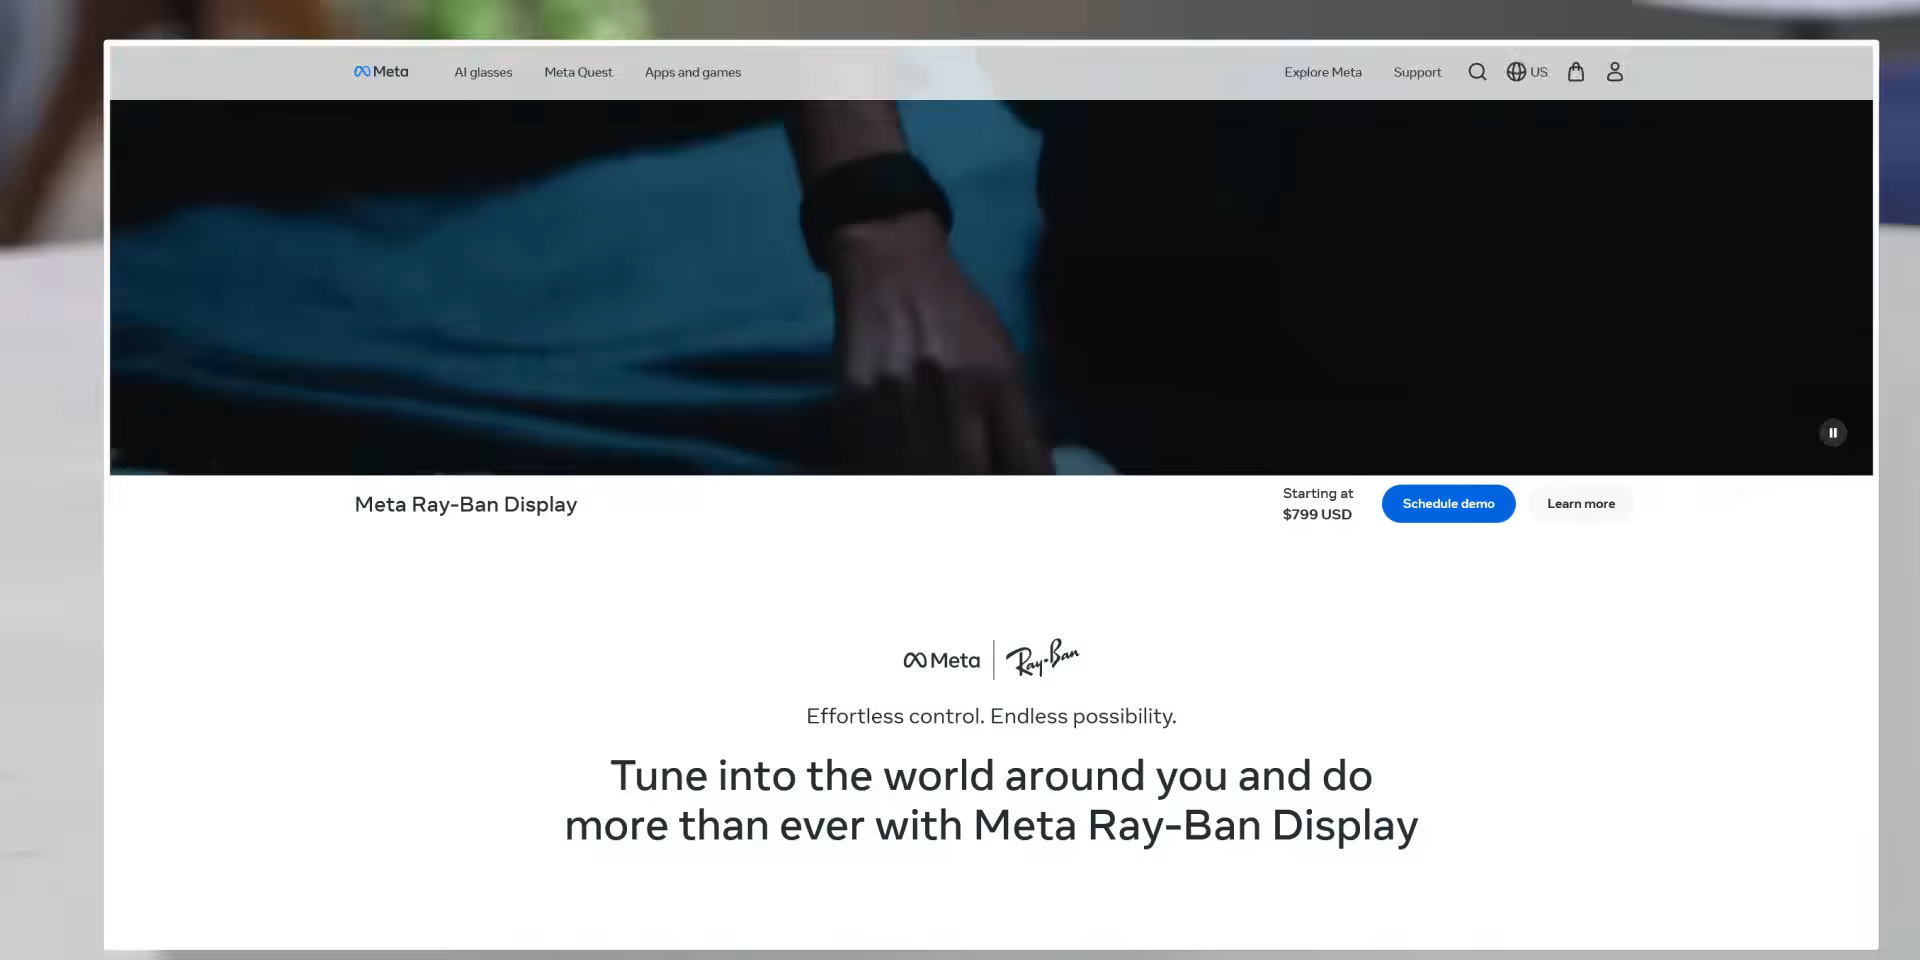 Meta
AI glasses
Meta Quest
Apps and games
Explore Meta
Support
US
Meta Ray-Ban Display
Starting at
$799 USD
Schedule demo
Learn more
Meta | Ray-Ban
Effortless control. Endless possibility.
Tune into the world around you and do
more than ever with Meta Ray-Ban Display